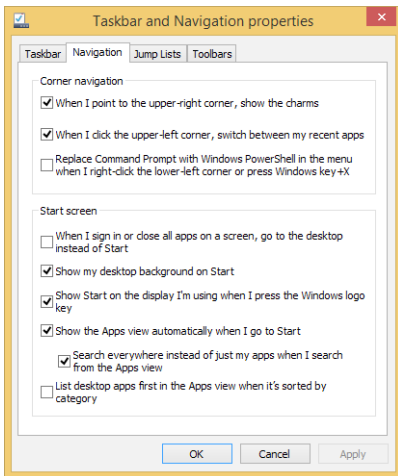 Taskbar and Navigation properties
Taskbar Navigation Jump Lists Toolbars
Corner navigation
When I point to the upper-right corner, show the charms
When I click the upper-left corner, switch between my recent apps
Replace Command Prompt with Windows PowerShell in the menu
when I right-click the lower-left corner or press Windows key+X
Start screen
When I sign in or close all apps on a screen, go to the desktop
instead of Start
Show my desktop background on Start
Show Start on the display I'm using when I press the Windows logo
key
Show the Apps view automatically when I go to Start
Search everywhere instead of just my apps when I search
from the Apps view
List desktop apps first in the Apps view when it's sorted by
category
OK Cancel Apply